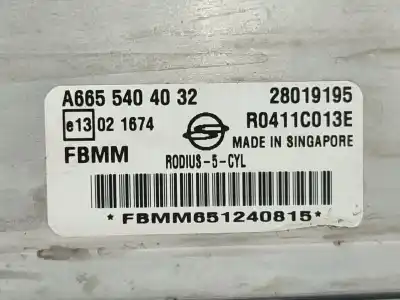 A665 540 40 32 28019195
e13 02 1674 R0411C013E
FBMM MADE IN SINGAPORE
RODIUS-5-CYL
*FBMM651240815*